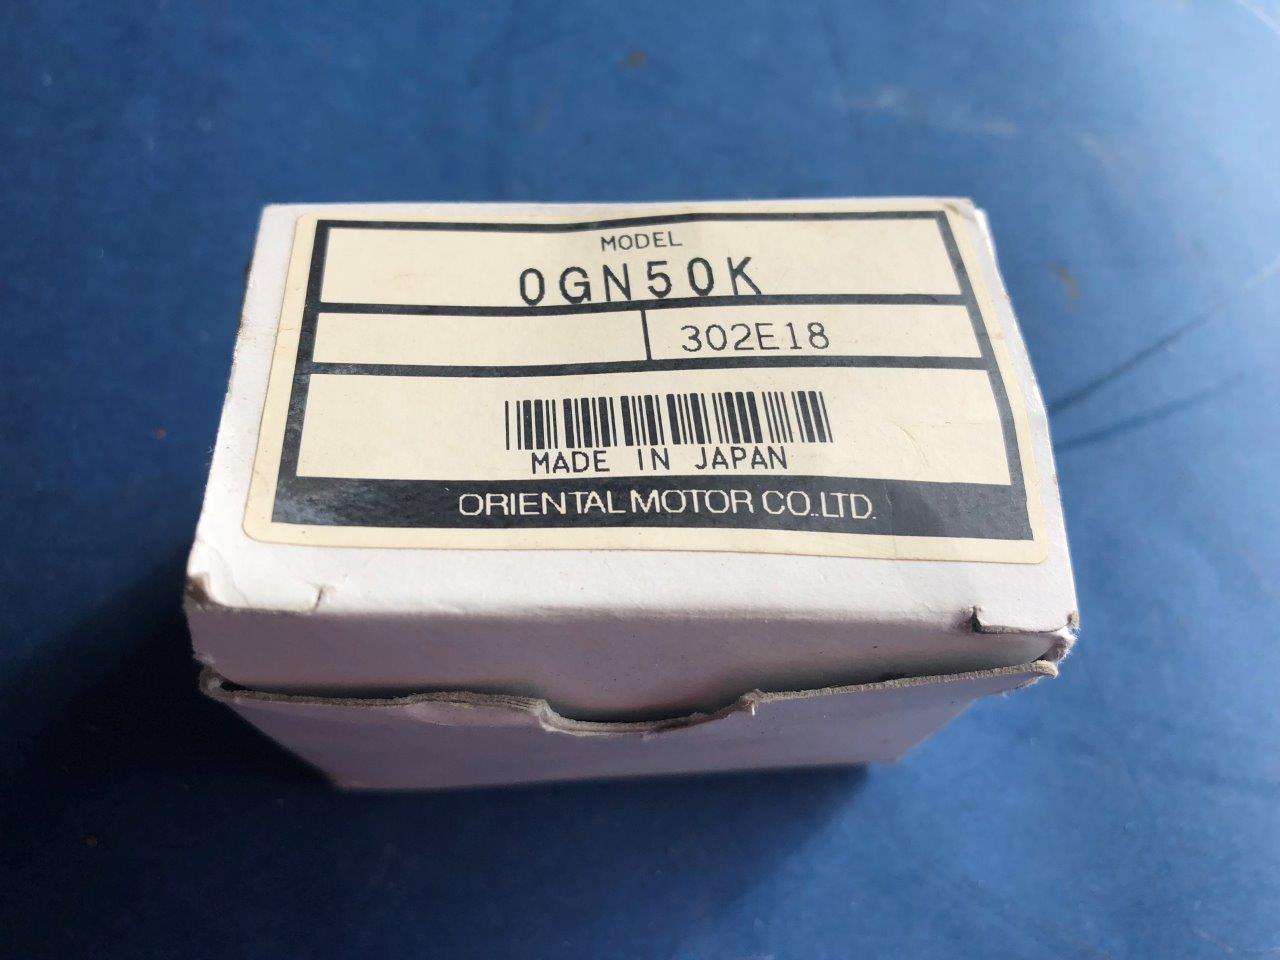 MODEL
0GN50K
302E18
MADE IN JAPAN
ORIENTAL MOTOR CO.,LTD.